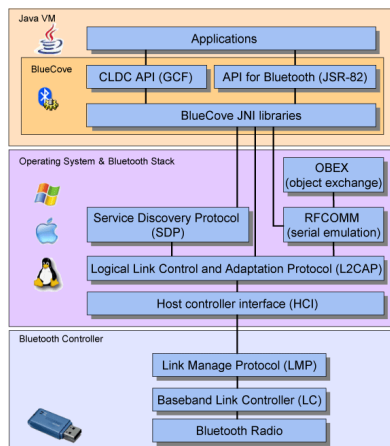 Java VM
Applications
BlueCove
CLDC API (GCF)
API for Bluetooth (JSR-82)
BlueCove JNI libraries
Operating System & Bluetooth Stack
OBEX
(object exchange)
Service Discovery Protocol
(SDP)
RFCOMM
(serial emulation)
Logical Link Control and Adaptation Protocol (L2CAP)
Host controller interface (HCI)
Bluetooth Controller
Link Manage Protocol (LMP)
Baseband Link Controller (LC)
Bluetooth Radio